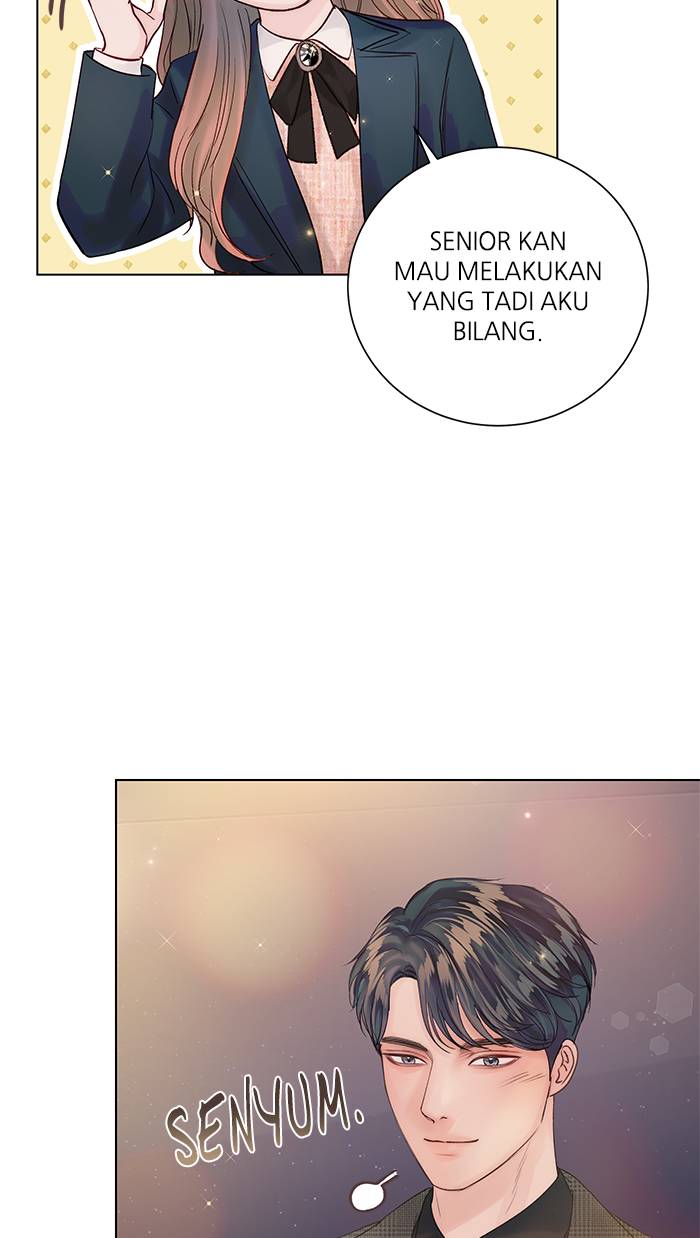 SENIOR KAN
MAU MELAKUKAN
YANG TADI AKU
BILANG.
SENYUM.